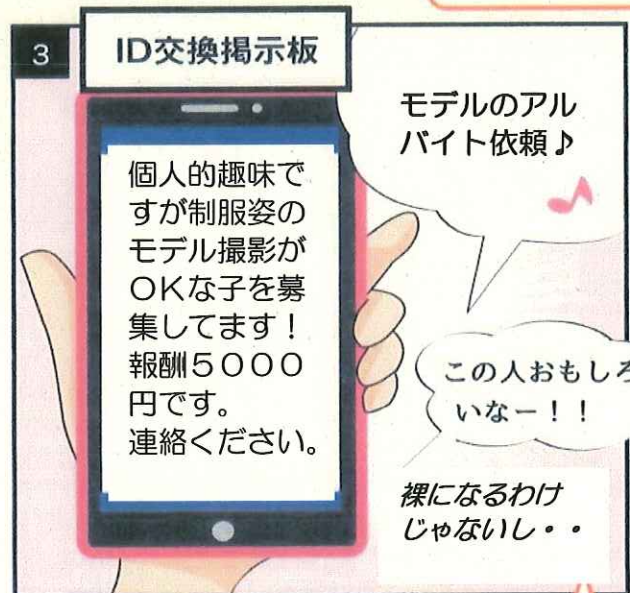 3
ID交換掲示板
個人的趣味で
すが制服姿の
モデル撮影が
OKな子を募
集してます！
報酬５０００
円です。
連絡ください。
モデルのアル
バイト依頼♪
この人おもしろ
いなー！！
裸になるわけ
じゃないし・・